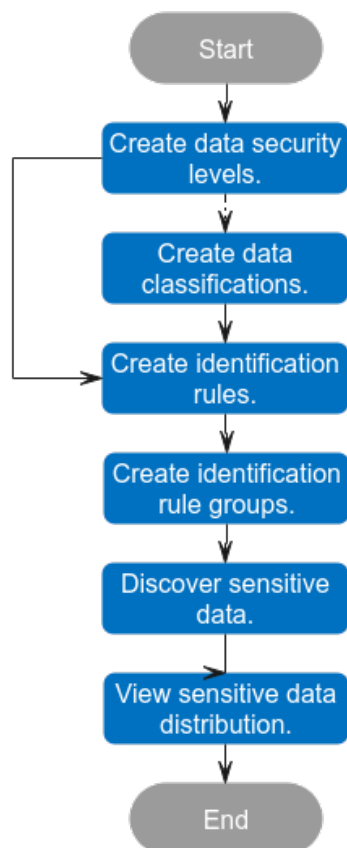 Start
Create data security
levels.
Create data
classifications.
Create identification
rules.
Create identification
rule groups.
Discover sensitive
data.
View sensitive data
distribution.
End